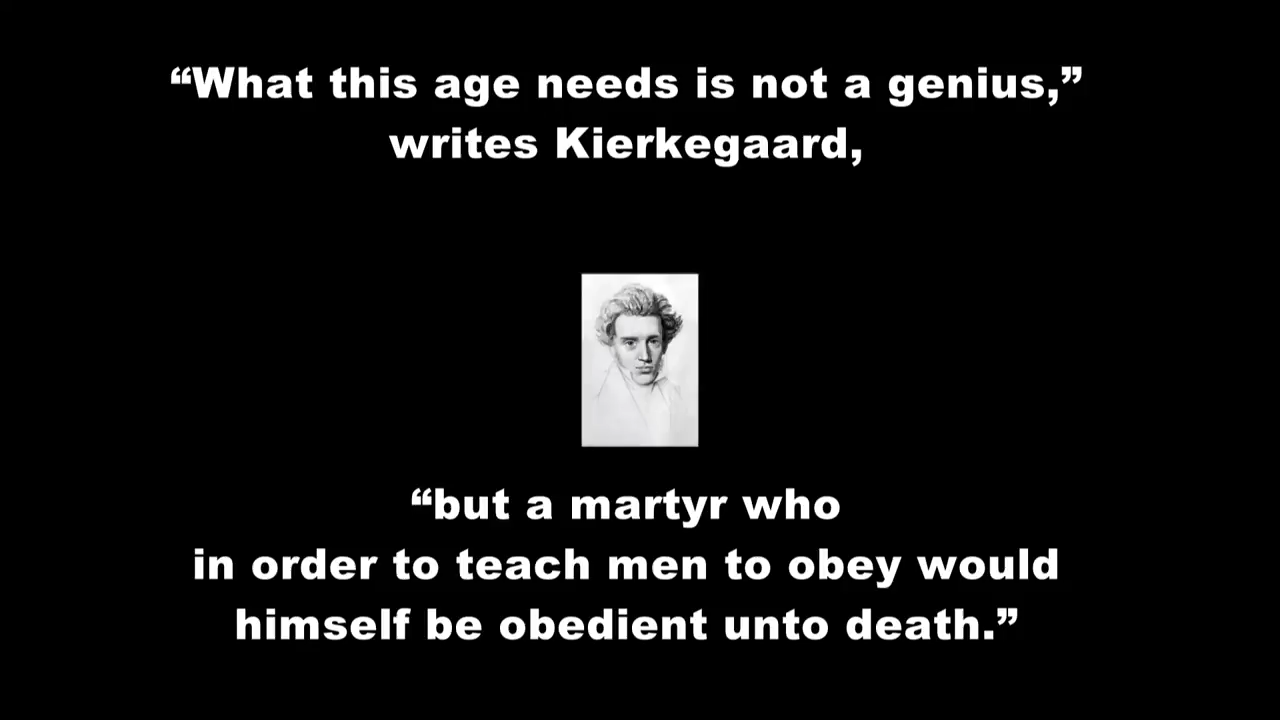 “What this age needs is not a genius,”
writes Kierkegaard,
“but a martyr who
in order to teach men to obey would
himself be obedient unto death.”